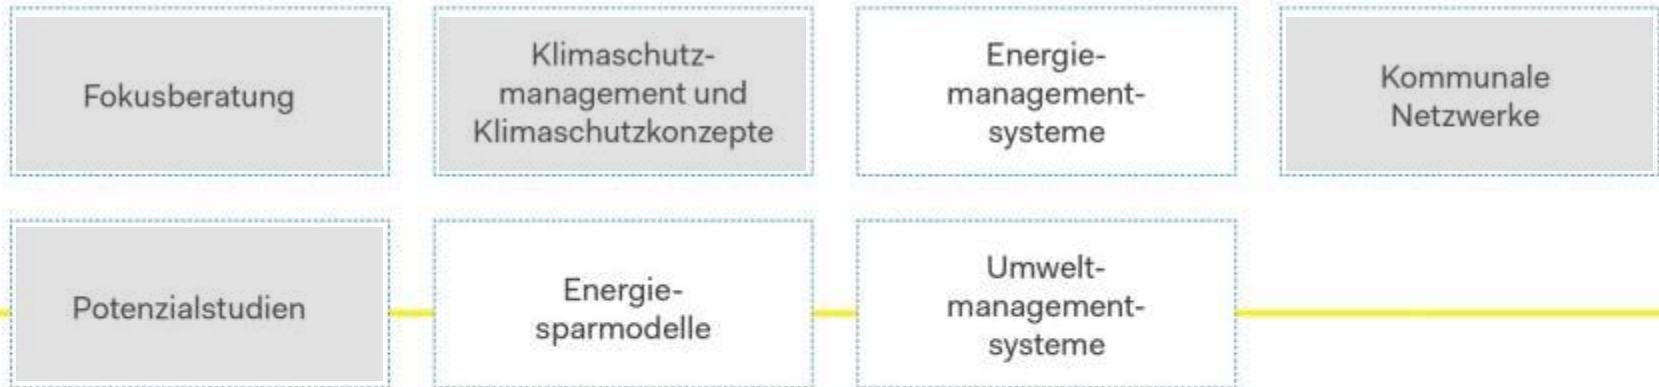 Fokusberatung
Klimaschutz-
management und
Klimaschutzkonzepte
Energie-
management-
systeme
Kommunale
Netzwerke
Potenzialstudien
Energie-
sparmodelle
Umwelt-
management-
systeme